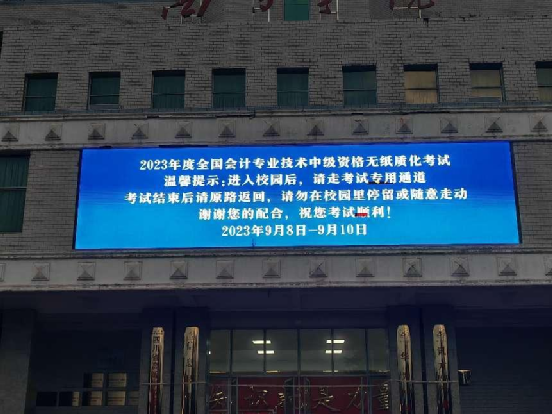 2023年度全国会计专业技术中级资格无纸质化考试
温馨提示:进入校园后，请走考试专用通道
考试结束后请原路返回，请勿在校园里停留或随意走动
谢谢您的配合，祝您考试顺利!
2023年9月8日-9月10日